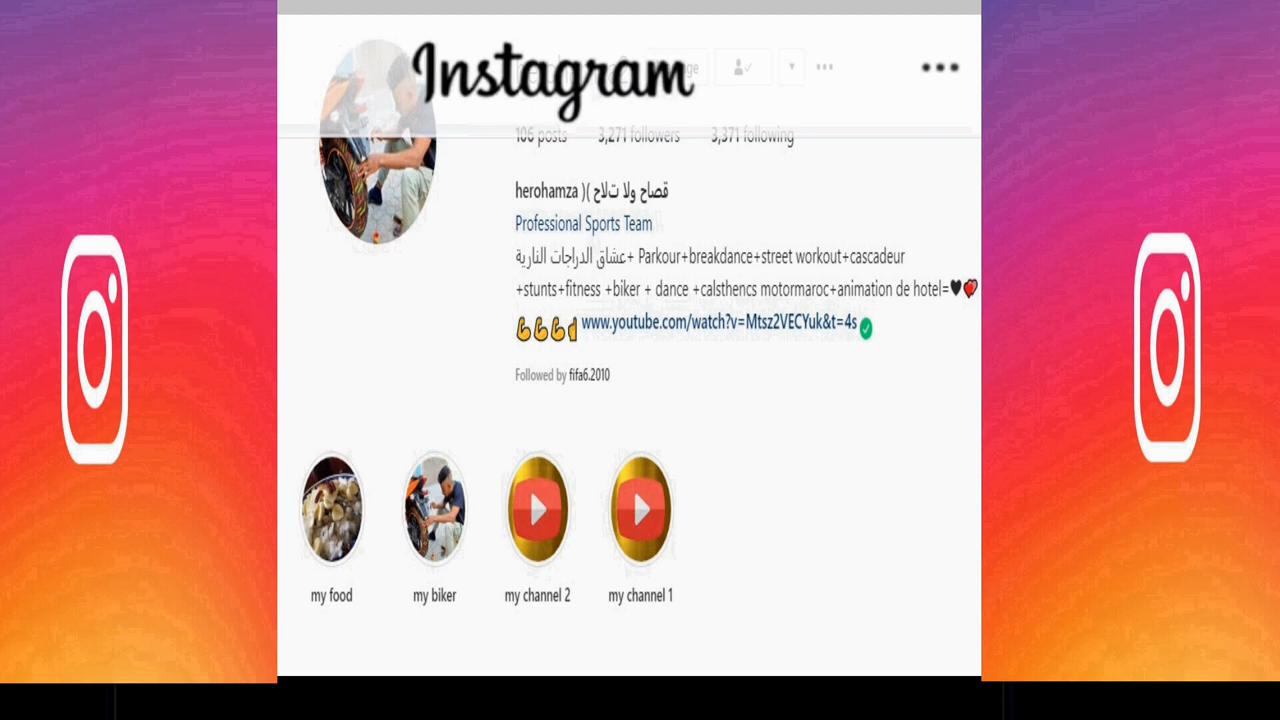 Instagram
106 posts 3,271 followers 3,371 following
herohamza )( قصاح ولا تلاح
Professional Sports Team
عشاق الدراجات النارية+ Parkour+breakdance+street workout+cascadeur
+stunts+fitness +biker + dance +calsthencs motormaroc+animation de hotel=
www.youtube.com/watch?v=Mtsz2VECYuk&t=4s
Followed by fifa6.2010
my food my biker my channel 2 my channel 1